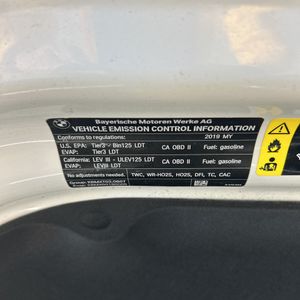 Bayerische Motoren Werke AG
VEHICLE EMISSION CONTROL INFORMATION
Conforms to regulations: 2019 MY
U.S. EPA: Tier3 Bin125 LDT CA OBD II Fuel: gasoline
EVAP: Tier3 LDT
California: LEV III - ULEV125 LDT CA OBD II Fuel: gasoline
EVAP: LEVIII LDT
No adjustments needed. TWC, WR-HO2S, HO2S, DFI, TC, CAC
Group: